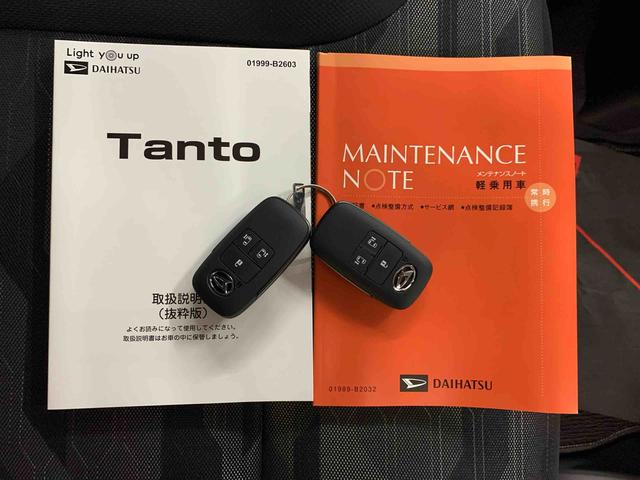 Light you up
DAIHATSU
01999-B2603
Tanto
取扱説明
（抜粋版）
よくお読みになって使用してください。
取扱説明書はお車の中に保管しましょう。
MAINTENANCE
NOTE
メンテナンスノート
軽乗用車
常時
携行
書 ●点検整備方式 ●サービス網 ●点検整備記録簿
01989-B2032
DAIHATSU